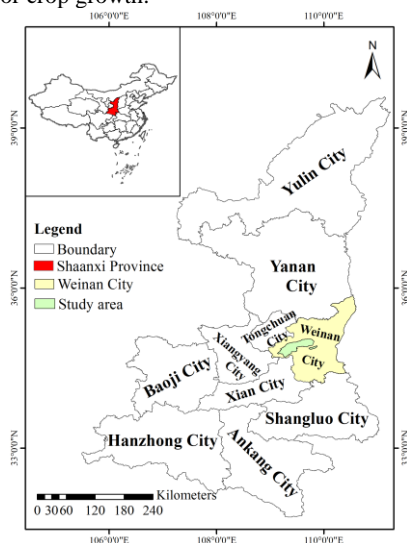 or crop growth.
106°0'0"E 108°0'0"E 110°0'0"E
N
39°0'0"N
39°0'0"N
Yulin City
Legend
Boundary
Shaanxi Province
Weinan City
Study area
Yanan
City
36°0'0"N
36°0'0"N
Tongchuan
City
Weinan
City
Xiangyang
City
Baoji City
Xian City
Shangluo City
Hanzhong City
Ankang City
33°0'0"N
33°0'0"N
Kilometers
0 30 60 120 180 240
106°0'0"E 108°0'0"E 110°0'0"E